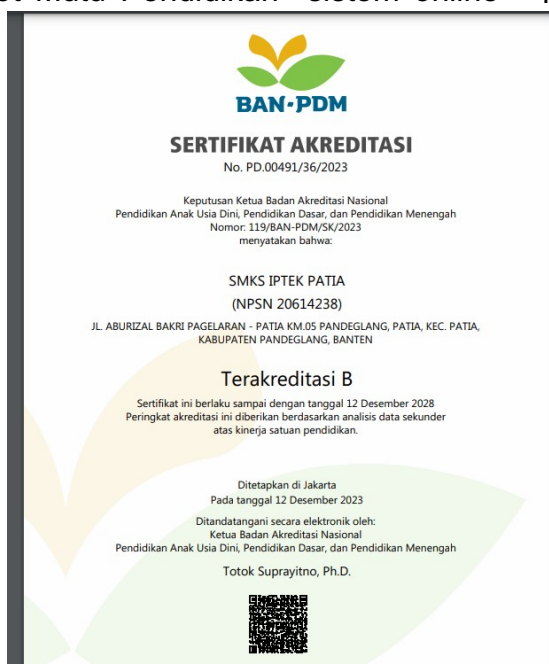 Mutu Pendidikan
Sistem online
BAN-PDM
SERTIFIKAT AKREDITASI
No. PD.00491/36/2023
Keputusan Ketua Badan Akreditasi Nasional
Pendidikan Anak Usia Dini, Pendidikan Dasar, dan Pendidikan Menengah
Nomor: 119/BAN-PDM/SK/2023
menyatakan bahwa:
SMKS IPTEK PATIA
(NPSN 20614238)
JL. ABURIZAL BAKRI PAGELARAN - PATIA KM.05 PANDEGLANG, PATIA, KEC. PATIA,
KABUPATEN PANDEGLANG, BANTEN
Terakreditasi B
Sertifikat ini berlaku sampai dengan tanggal 12 Desember 2028
Peringkat akreditasi ini diberikan berdasarkan analisis data sekunder
atas kinerja satuan pendidikan.
Ditetapkan di Jakarta
Pada tanggal 12 Desember 2023
Ditandatangani secara elektronik oleh:
Ketua Badan Akreditasi Nasional
Pendidikan Anak Usia Dini, Pendidikan Dasar, dan Pendidikan Menengah
Totok Suprayitno, Ph.D.